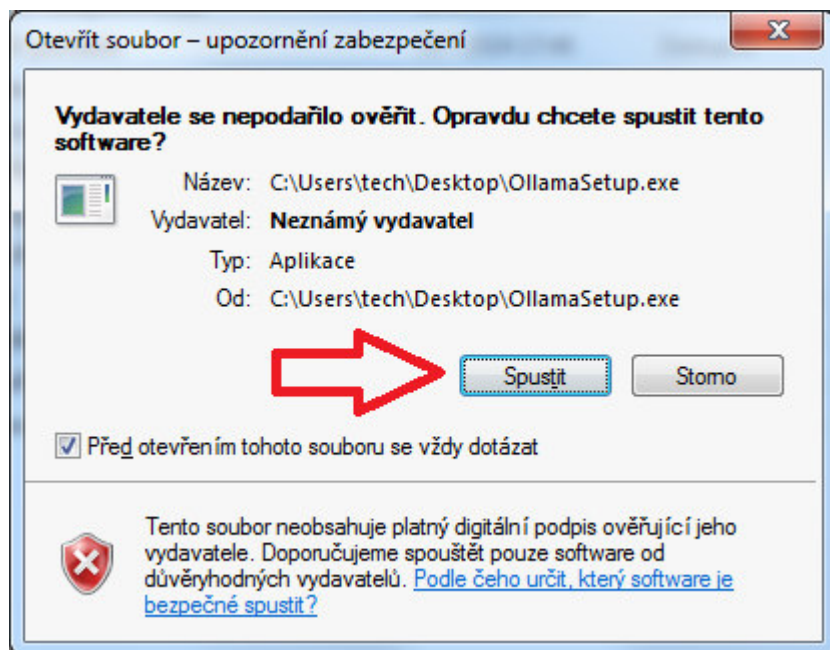 Otevřít soubor – upozornění zabezpečení
Vydavatele se nepodařilo ověřit. Opravdu chcete spustit tento
software?
Název: C:\Users\tech\Desktop\OllamaSetup.exe
Vydavatel: Neznámý vydavatel
Typ: Aplikace
Od: C:\Users\tech\Desktop\OllamaSetup.exe
Spustit Storno
Před otevřením tohoto souboru se vždy dotázat
Tento soubor neobsahuje platný digitální podpis ověřující jeho
vydavatele. Doporučujeme spouštět pouze software od
důvěryhodných vydavatelů. Podle čeho určit, který software je
bezpečné spustit?